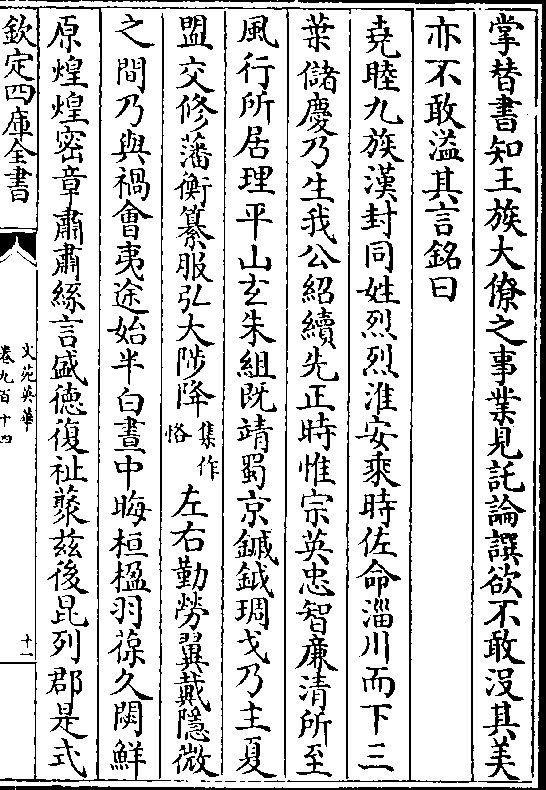 掌替書知王族大僚之事業見託論譔欲不敢沒其美
亦不敢溢其言銘曰
堯睦九族漢封同姓烈烈淮安乘時佐命淄川而下三
葉儲慶乃生我公紹續先正時惟宗英忠智廉清所至
風行所居理平山玄朱組既靖蜀京鏚鉞琱戈乃主夏
盟交修藩衡纂服弘大陟降集作恪左右勤勞翼戴隱微
之間乃與禍會夷途始半白晝中晦桓楹羽葆久閟鮮
原煌煌密章肅肅綍言盛徳復祉蘂兹後昆列郡是式
欽定四庫全書
文苑英華
卷九百十四
十一